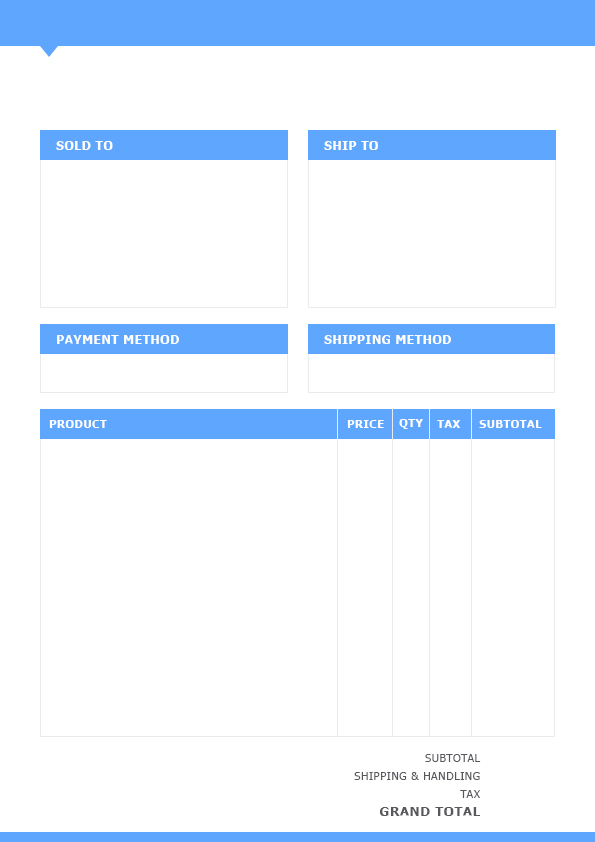 SOLD TO
SHIP TO
PAYMENT METHOD
SHIPPING METHOD
PRODUCT PRICE QTY TAX SUBTOTAL
SUBTOTAL
SHIPPING & HANDLING
TAX
GRAND TOTAL